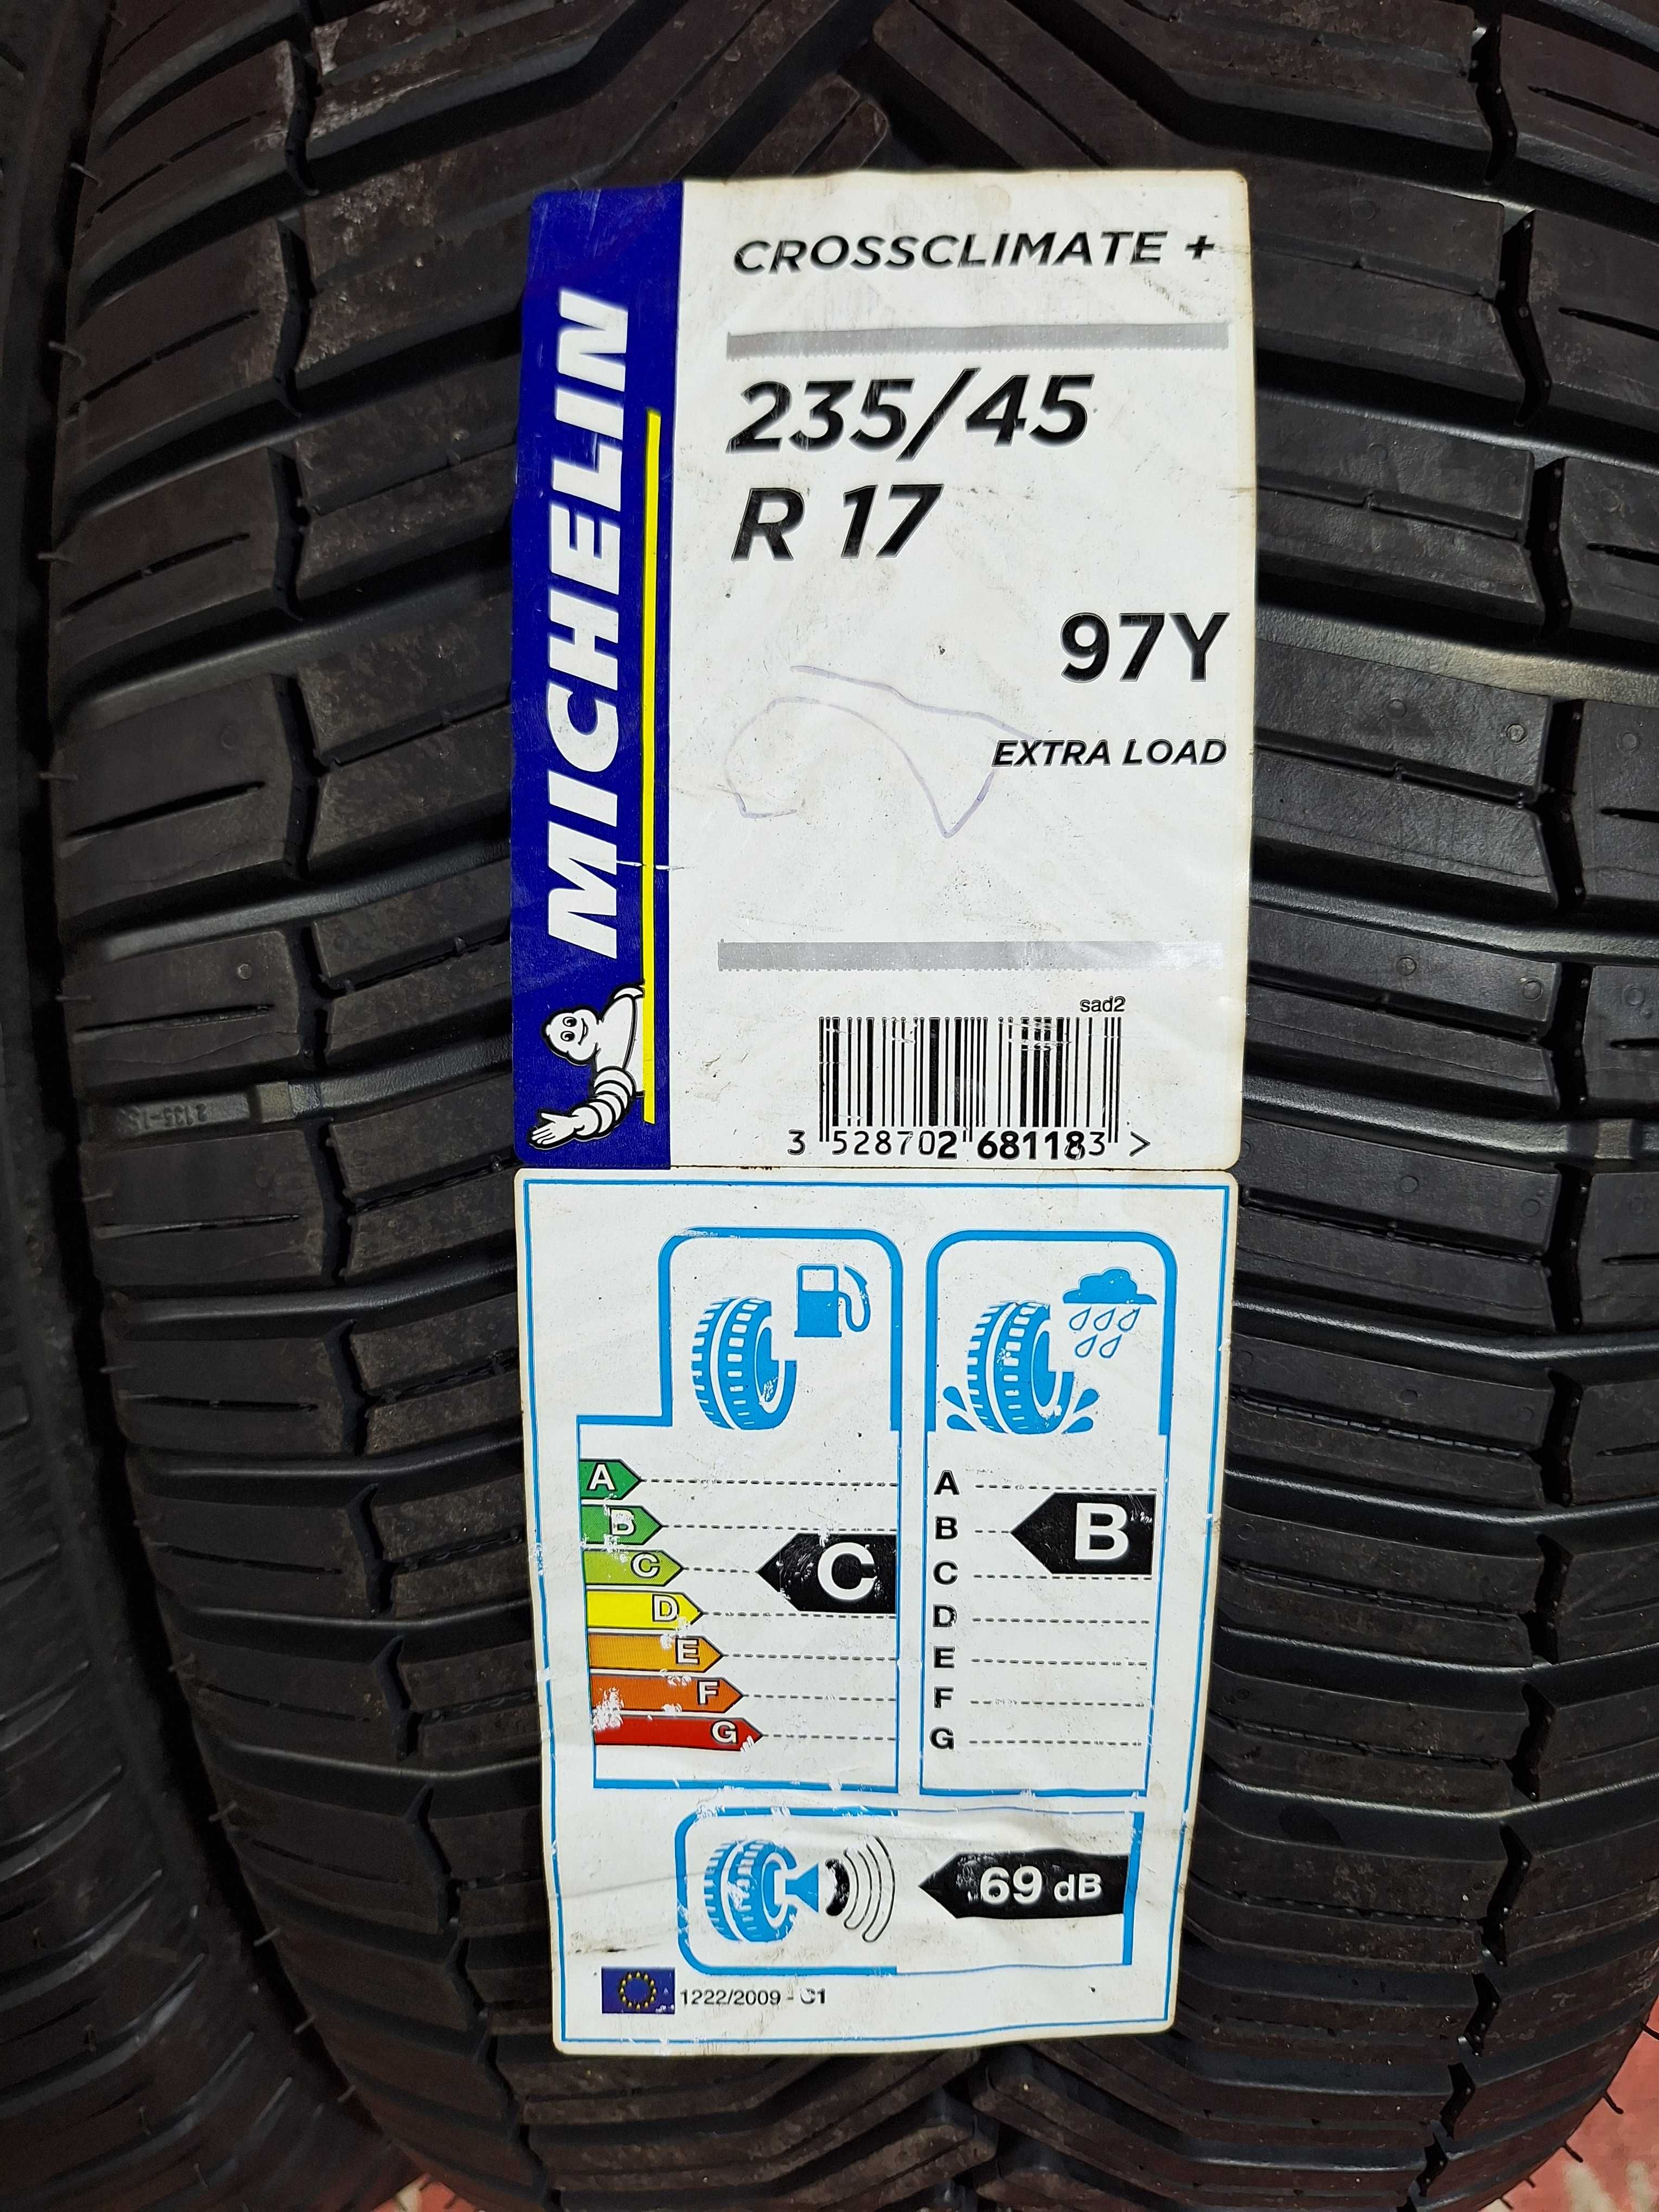 MICHELIN
CROSSCLIMATE +
235/45
R 17
97Y
EXTRA LOAD
sad2
3 528702 681183 >
A
B
C
D
E
F
G
C
A
B
C
D
E
F
G
B
69 dB
1222/2009 - C1